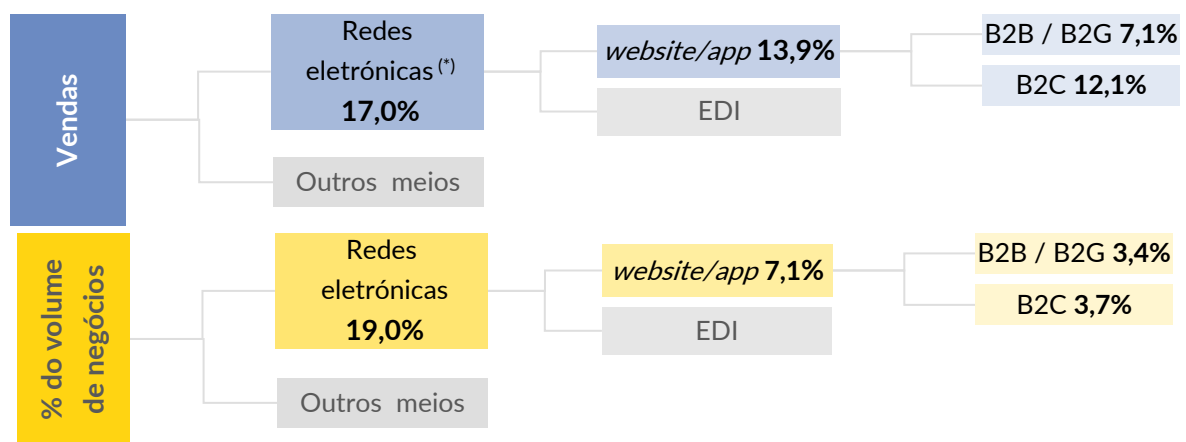 Vendas
Redes
eletrónicas (*)
17,0%
Outros meios
website/app 13,9%
EDI
B2B / B2G 7,1%
B2C 12,1%
% do volume
de negócios
Redes
eletrónicas
19,0%
Outros meios
website/app 7,1%
EDI
B2B / B2G 3,4%
B2C 3,7%